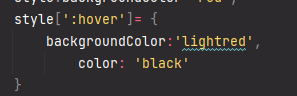 style[':hover']= {
backgroundColor:'lightred',
color: 'black'
}